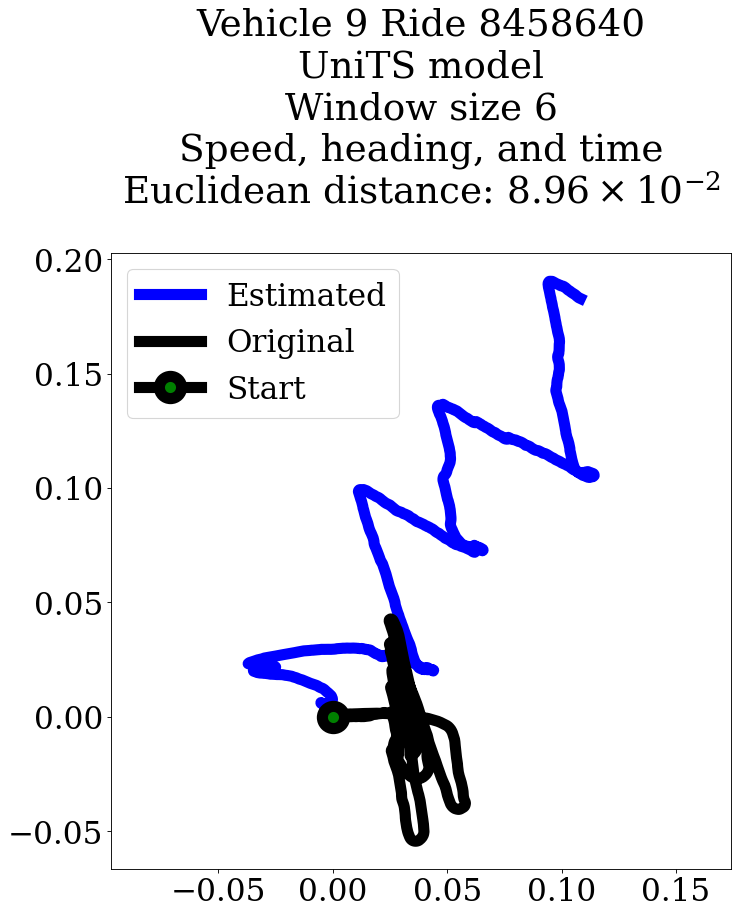 Vehicle 9 Ride 8458640
UniTS model
Window size 6
Speed, heading, and time
Euclidean distance: 8.96 × 10⁻²
0.20
0.15
0.10
0.05
0.00
−0.05
Estimated
Original
Start
−0.05 0.00 0.05 0.10 0.15